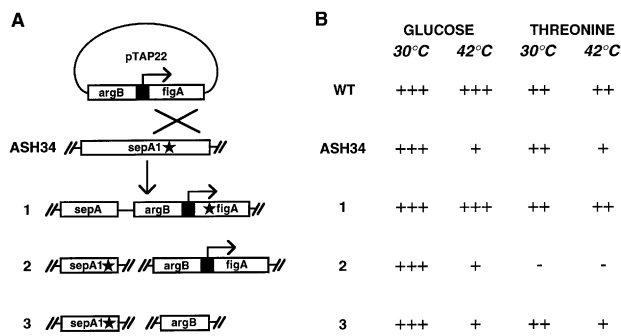 A
pTAP22
argB figA
ASH34
sepA1★
1 sepA argB ★figA
2 sepA1★ argB figA
3 sepA1★ argB
B
GLUCOSE THREONINE
30°C 42°C 30°C 42°C
WT +++ +++ ++ ++
ASH34 +++ + ++ +
1 +++ +++ ++ ++
2 +++ + - -
3 +++ + ++ +